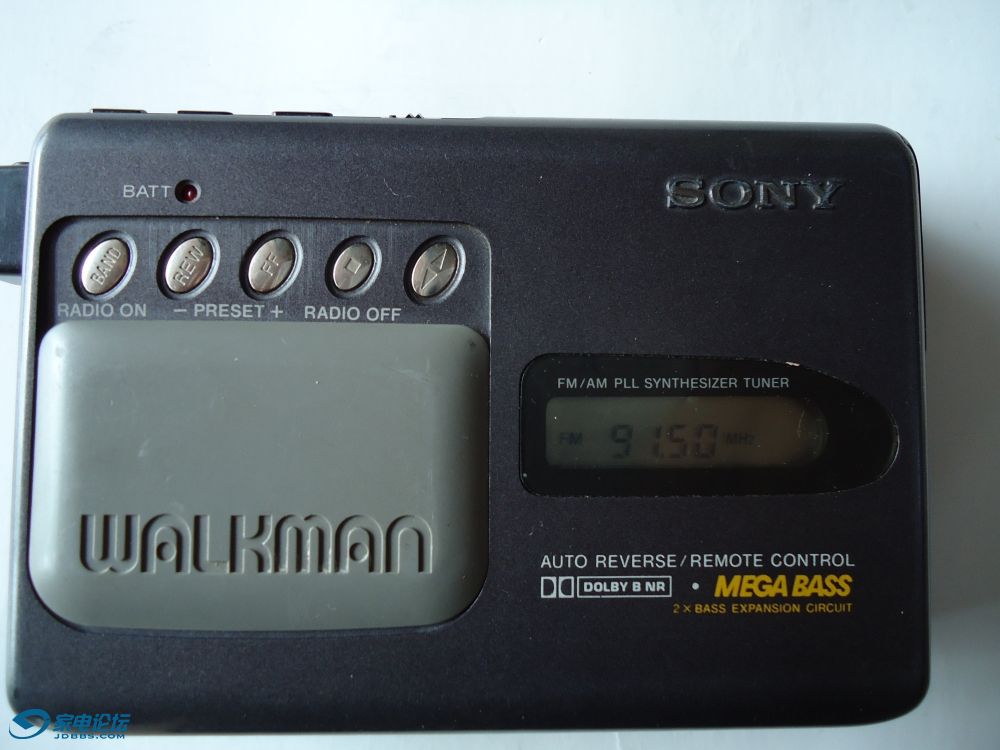 BATT
SONY
BAND REW FF
RADIO ON − PRESET + RADIO OFF
FM/AM PLL SYNTHESIZER TUNER
FM 91.50 MHz
WALKMAN
AUTO REVERSE/REMOTE CONTROL
DOLBY B NR • MEGA BASS
2 × BASS EXPANSION CIRCUIT
家电论坛
JDBBS.COM